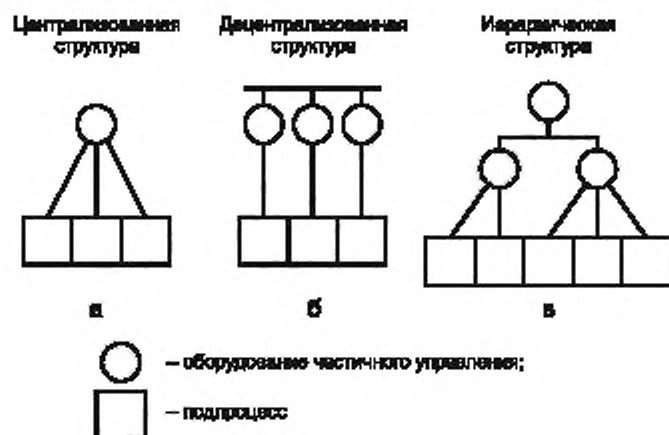 Централизованная
структура
Децентрализованная
структура
Иерархическая
структура
а
б
в
– оборудование частичного управления;
– подпроцесс